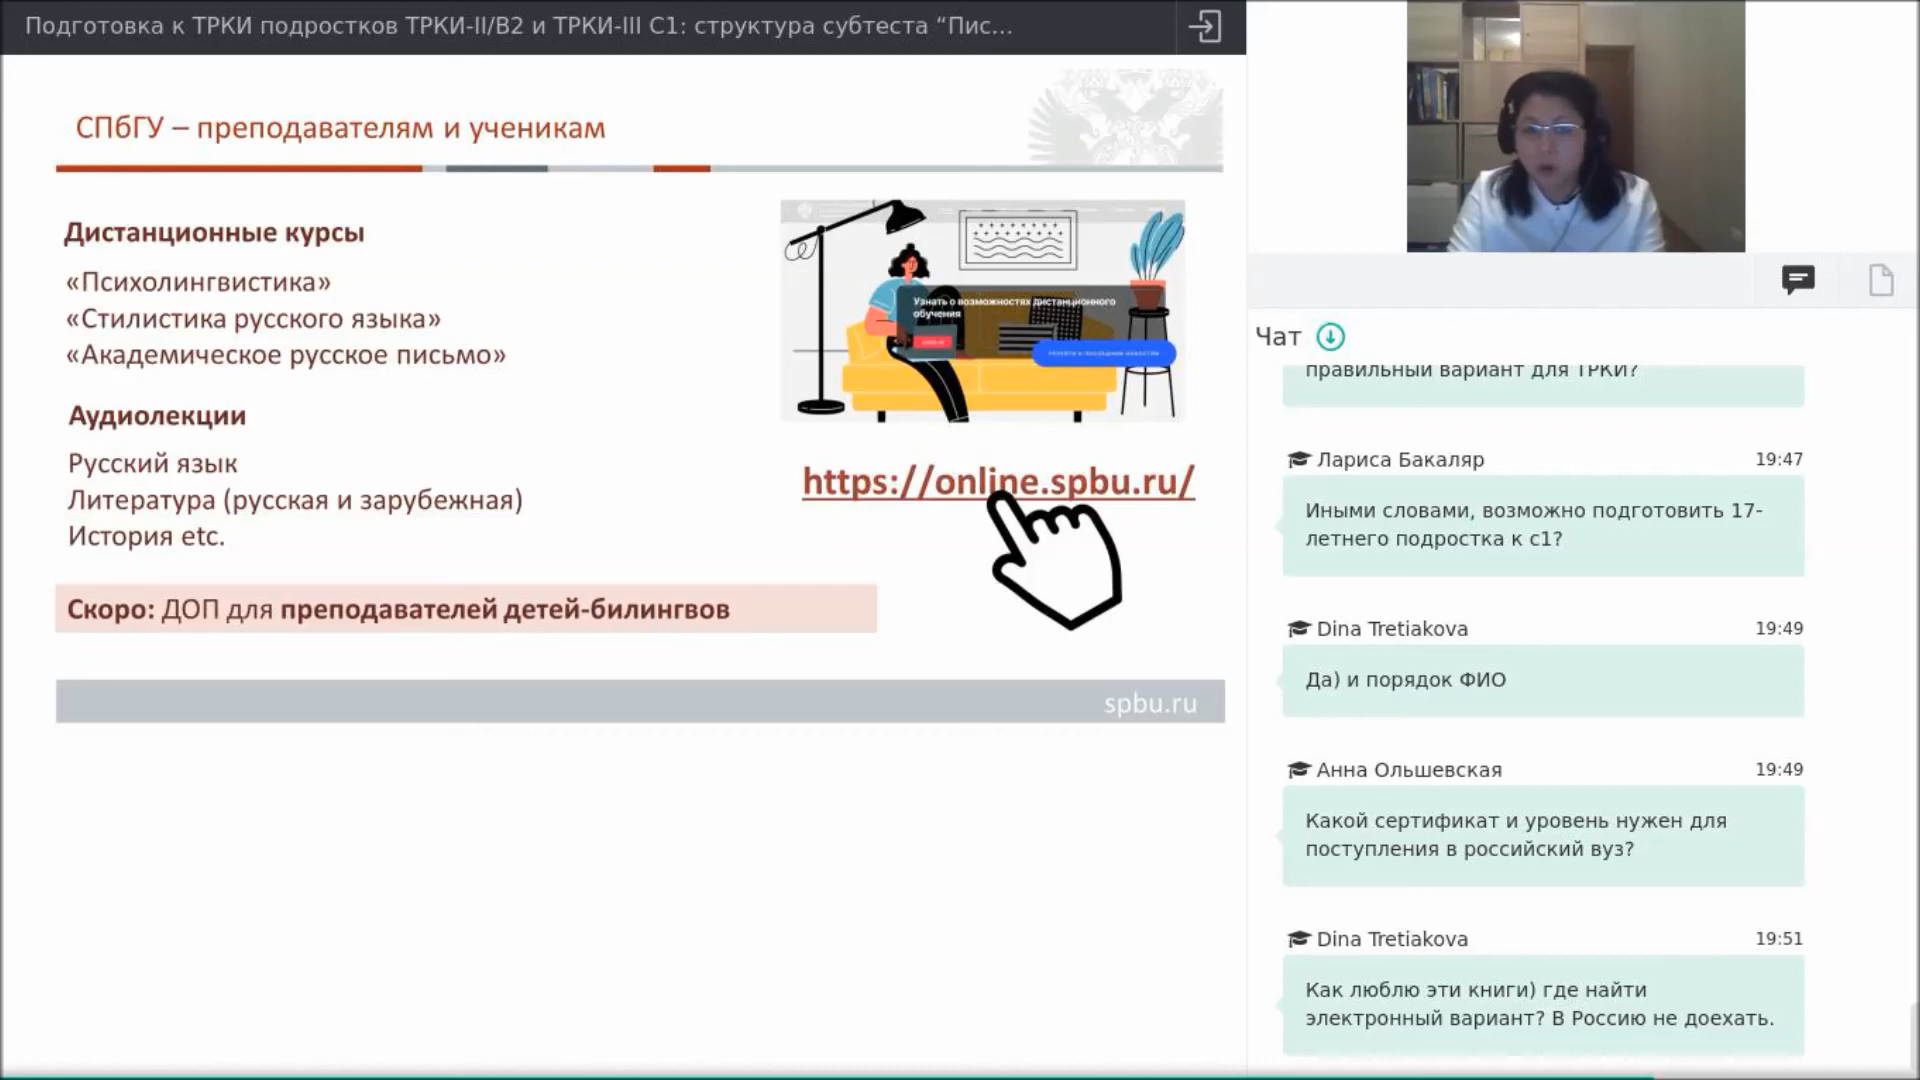 Подготовка к ТРКИ подростков ТРКИ-II/B2 и ТРКИ-III C1: структура субтеста “Пис...
СПбГУ – преподавателям и ученикам
Дистанционные курсы
«Психолингвистика»
«Стилистика русского языка»
«Академическое русское письмо»
Аудиолекции
Русский язык
Литература (русская и зарубежная)
История etc.
Скоро: ДОП для преподавателей детей-билингвов
Узнать о возможностях дистанционного
обучения
https://online.spbu.ru/
spbu.ru
Чат
правильный вариант для ТРКИ?
Лариса Бакаляр 19:47
Иными словами, возможно подготовить 17-
летнего подростка к с1?
Dina Tretiakova 19:49
Да) и порядок ФИО
Анна Ольшевская 19:49
Какой сертификат и уровень нужен для
поступления в российский вуз?
Dina Tretiakova 19:51
Как люблю эти книги) где найти
электронный вариант? В Россию не доехать.